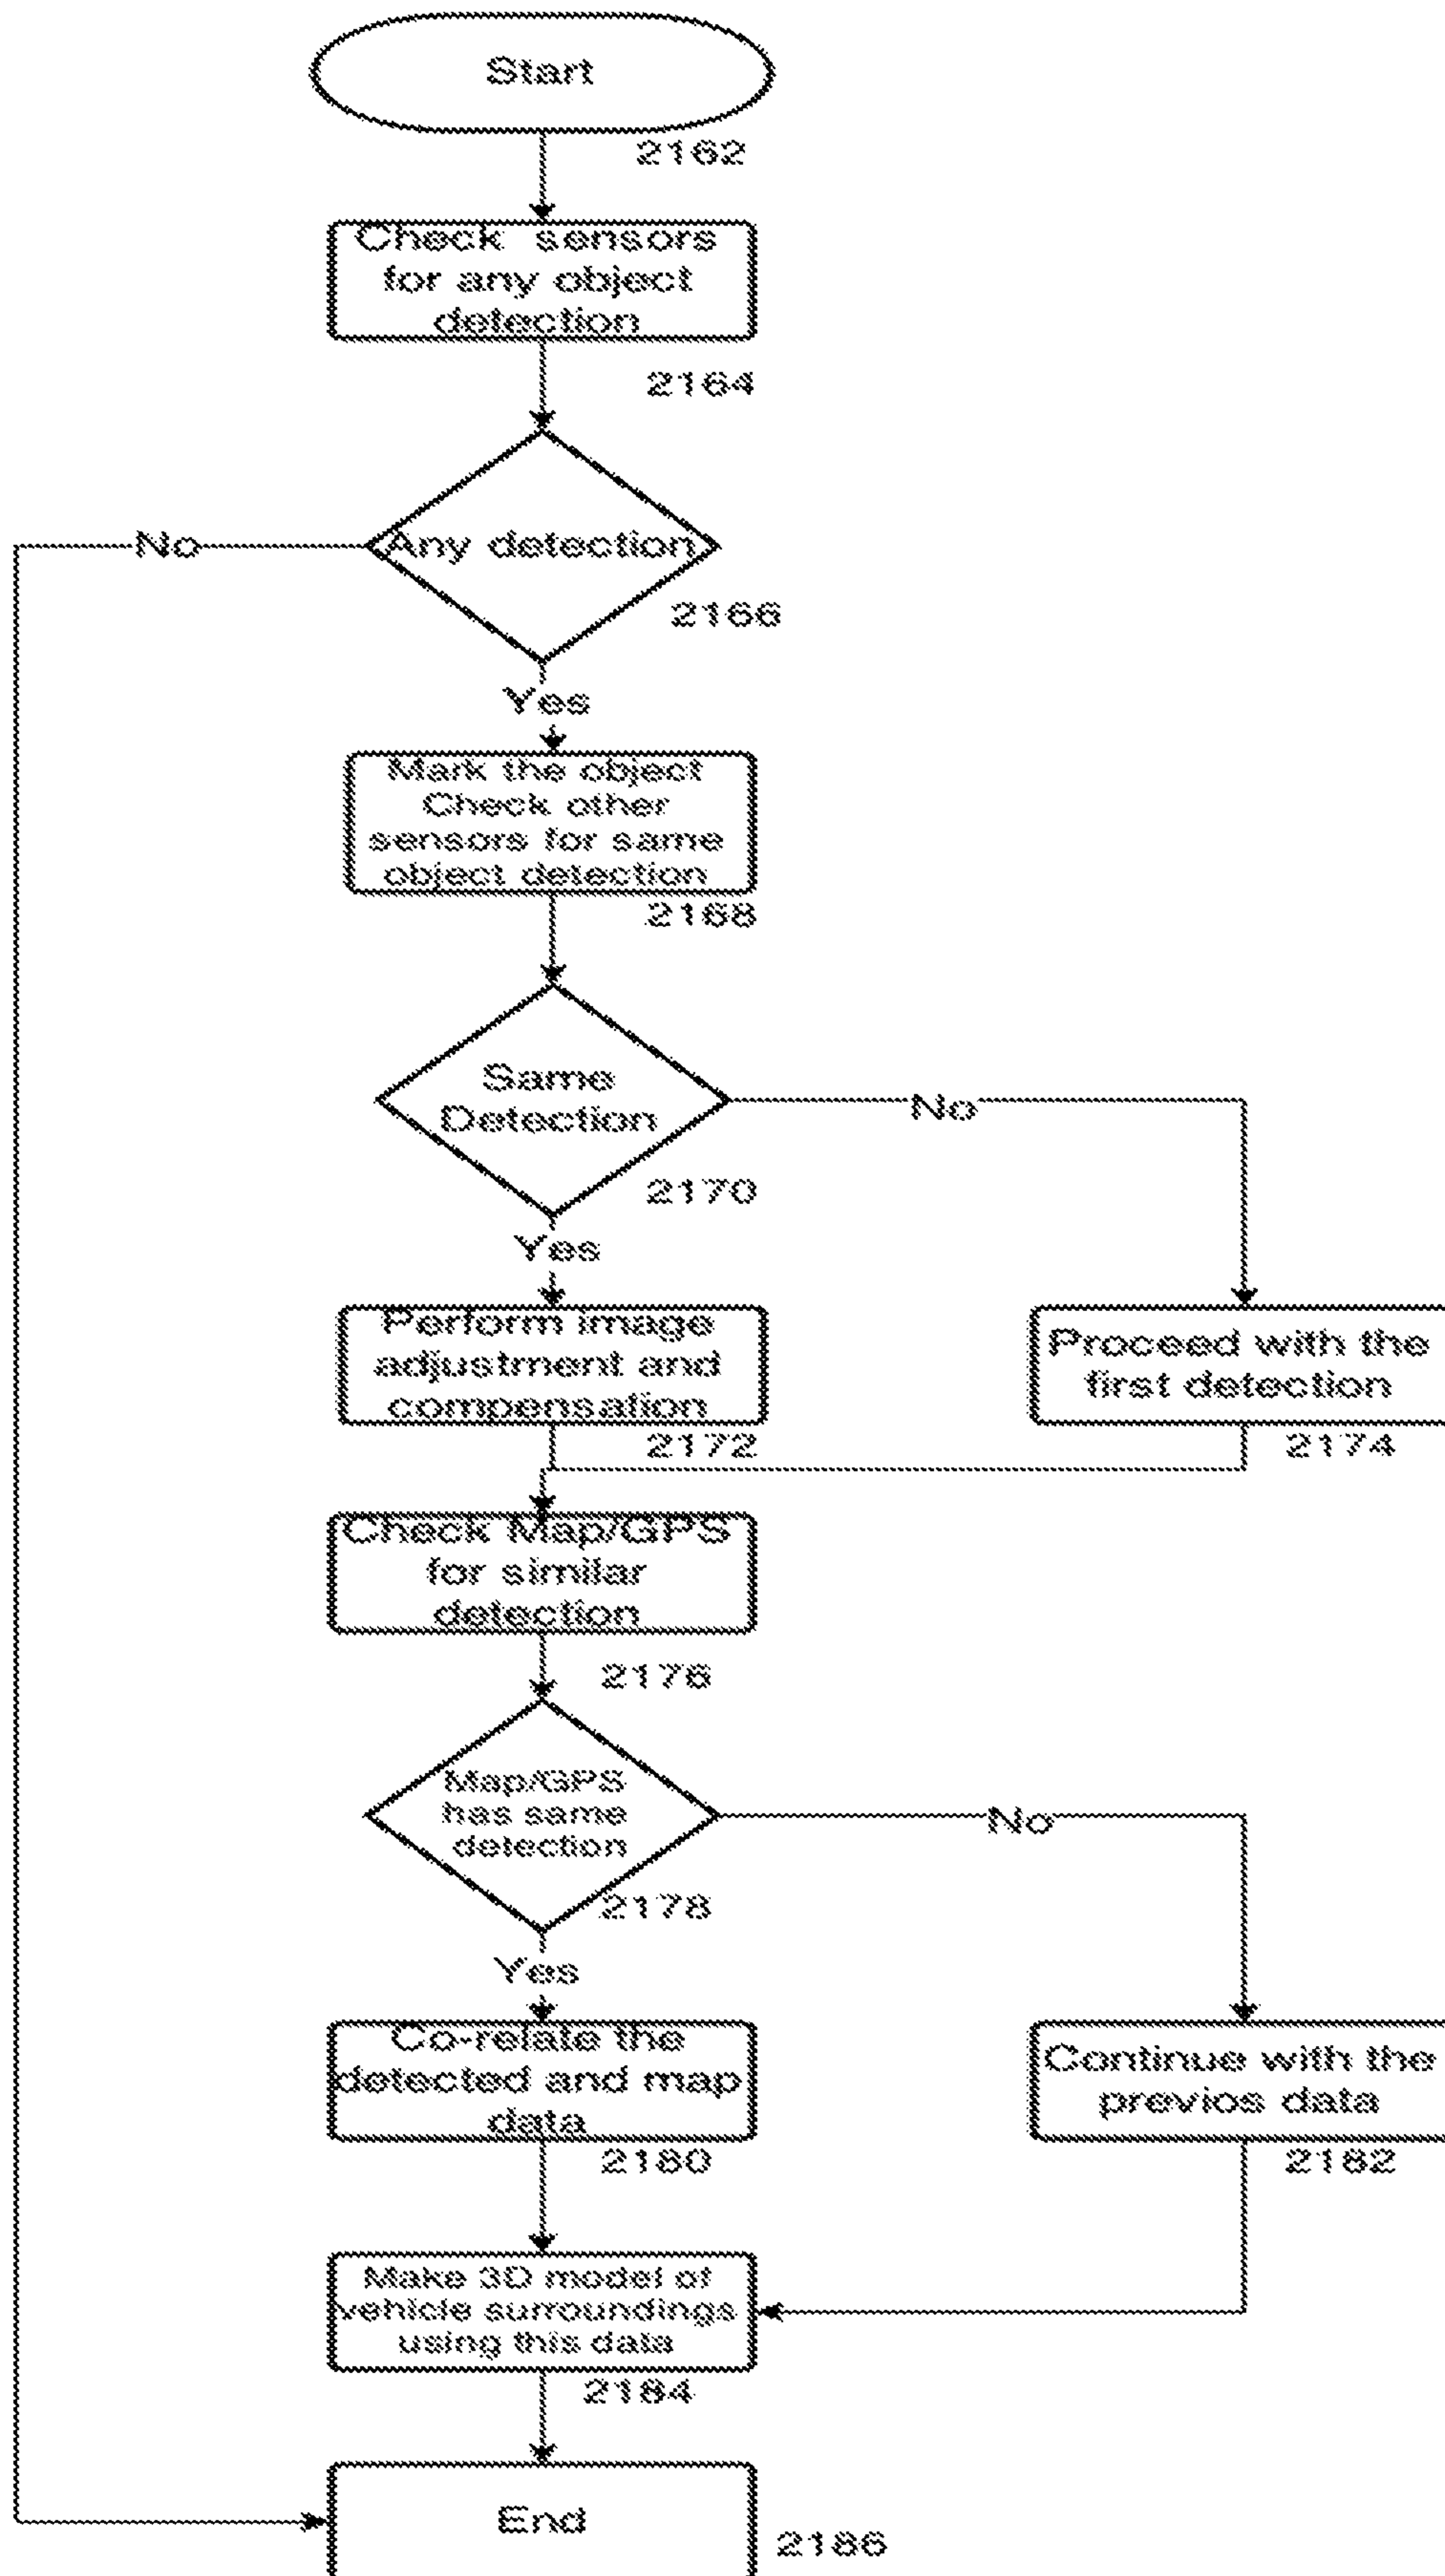 Start
2162
Check sensors
for any object
detection
2164
No
Any detection
2166
Yes
Mark the object
Check other
sensors for same
object detection
2168
Same
Detection
No
2170
Yes
Perform image
adjustment and
compensation
2172
Proceed with the
first detection
2174
Check Map/GPS
for similar
detection
2176
Map/GPS
has same
detection
No
2178
Yes
Co-relate the
detected and map
data
2180
Continue with the
previos data
2182
Make 3D model of
vehicle surroundings
using this data
2184
End
2186